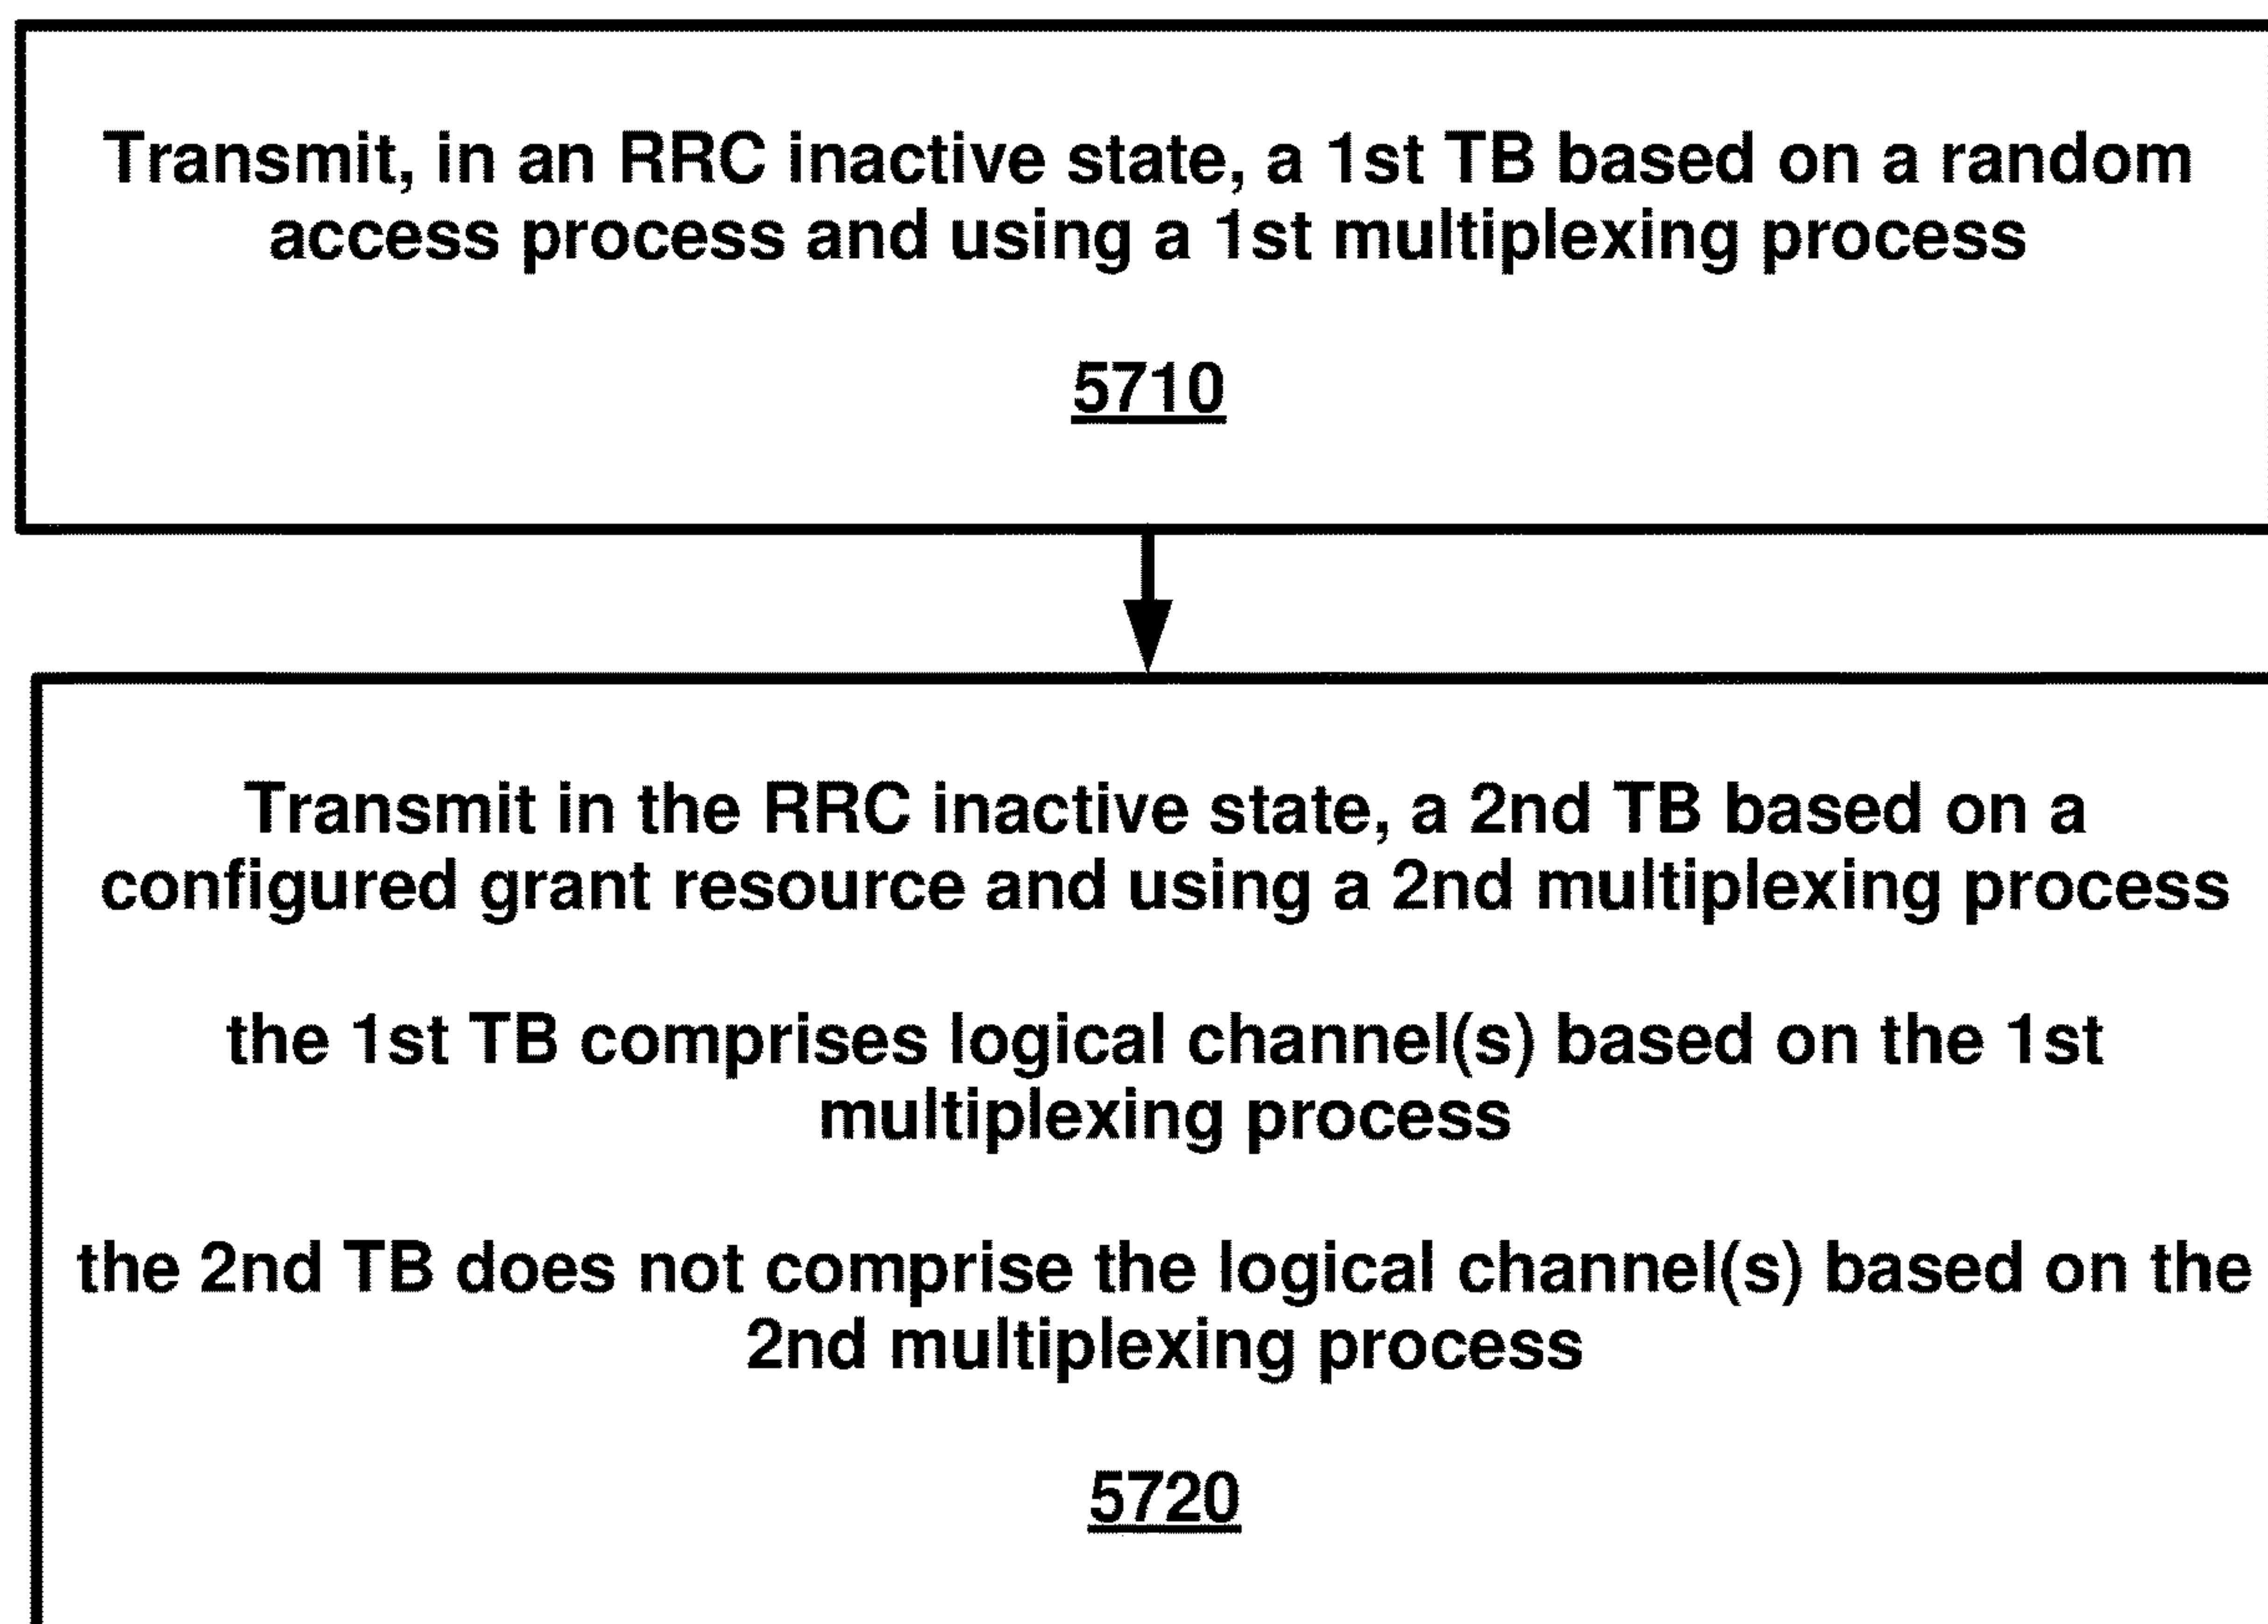 Transmit, in an RRC inactive state, a 1st TB based on a random
access process and using a 1st multiplexing process
5710
Transmit in the RRC inactive state, a 2nd TB based on a
configured grant resource and using a 2nd multiplexing process
the 1st TB comprises logical channel(s) based on the 1st
multiplexing process
the 2nd TB does not comprise the logical channel(s) based on the
2nd multiplexing process
5720